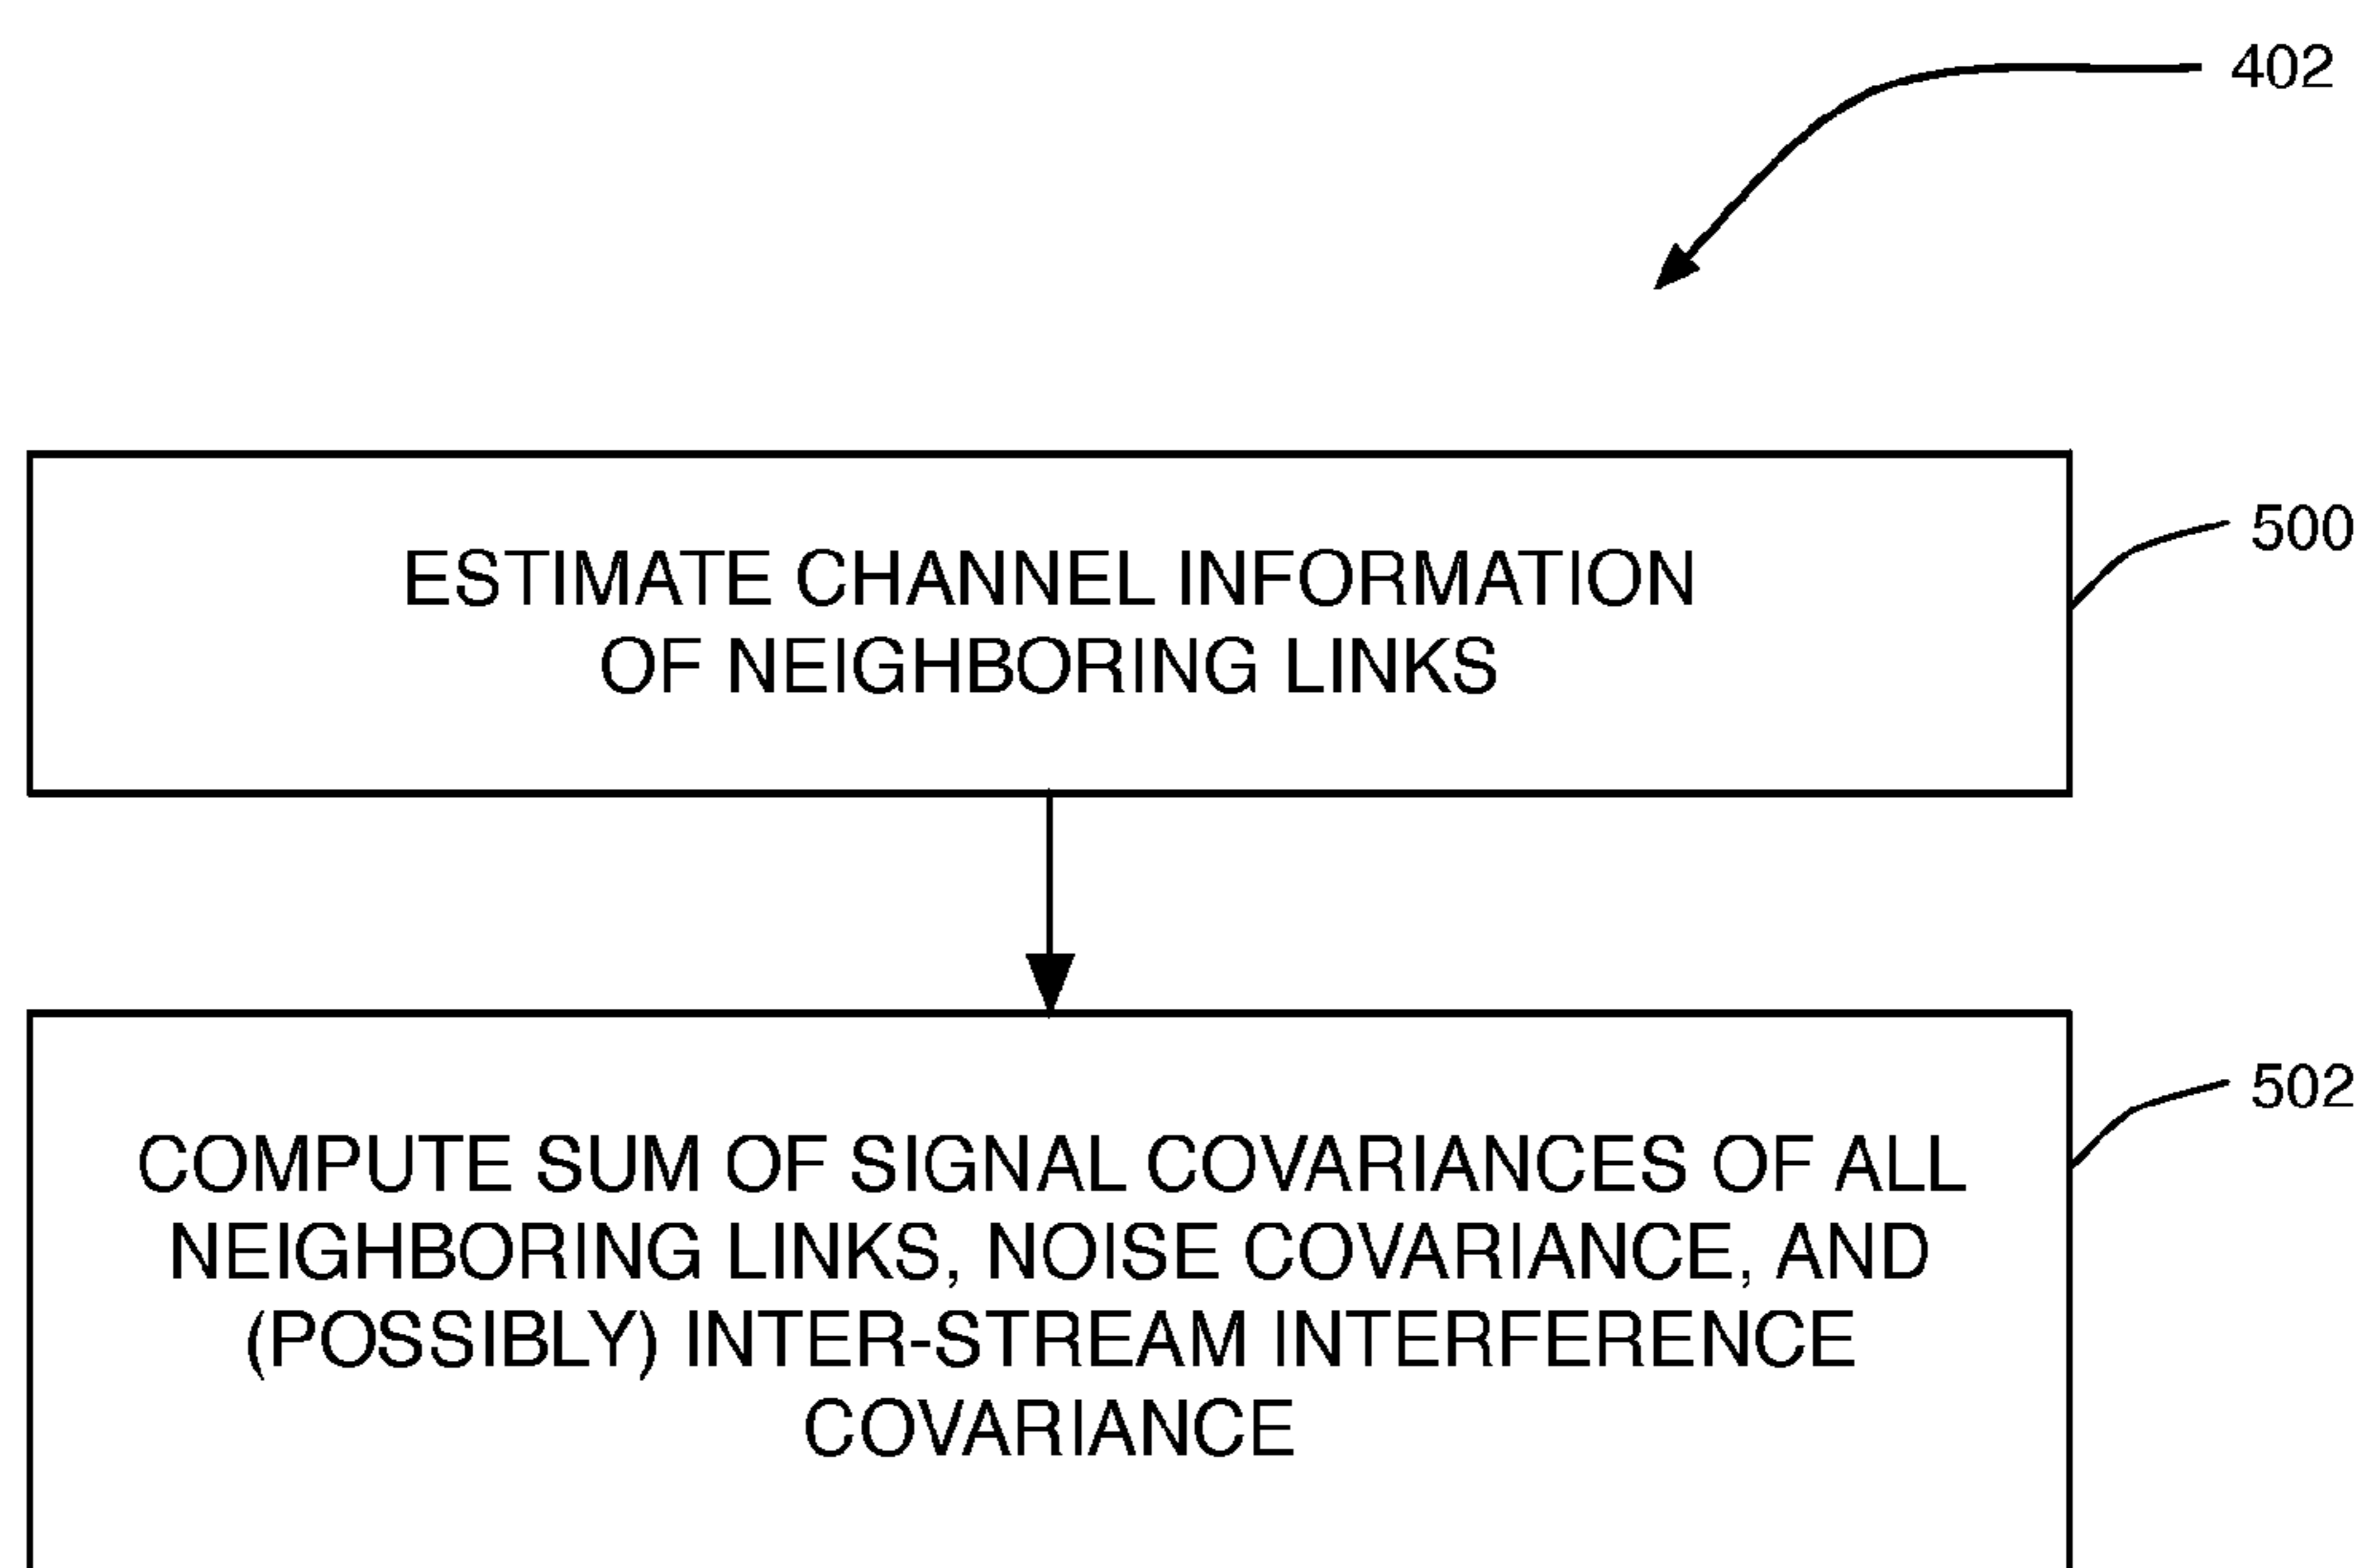 402
500
ESTIMATE CHANNEL INFORMATION
OF NEIGHBORING LINKS
502
COMPUTE SUM OF SIGNAL COVARIANCES OF ALL
NEIGHBORING LINKS, NOISE COVARIANCE, AND
(POSSIBLY) INTER-STREAM INTERFERENCE
COVARIANCE